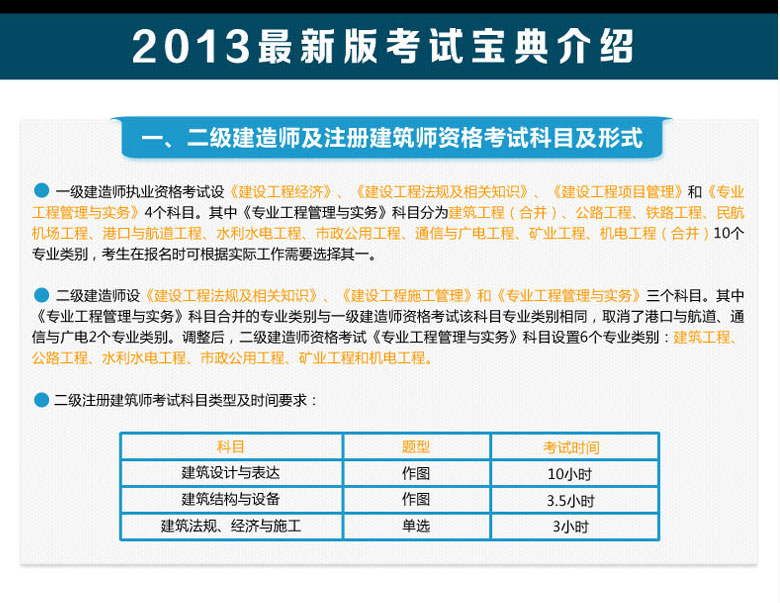 2013最新版考试宝典介绍
一、二级建造师及注册建筑师资格考试科目及形式
一级建造师执业资格考试设《建设工程经济》、《建设工程法规及相关知识》、《建设工程项目管理》和《专业
工程管理与实务》4个科目。其中《专业工程管理与实务》科目分为建筑工程（合并）、公路工程、铁路工程、民航
机场工程、港口与航道工程、水利水电工程、市政公用工程、通信与广电工程、矿业工程、机电工程（合并）10个
专业类别，考生在报名时可根据实际工作需要选择其一。
二级建造师设《建设工程法规及相关知识》、《建设工程施工管理》和《专业工程管理与实务》三个科目。其中
《专业工程管理与实务》科目合并的专业类别与一级建造师资格考试该科目专业类别相同，取消了港口与航道、通
信与广电2个专业类别。调整后，二级建造师资格考试《专业工程管理与实务》科目设置6个专业类别：建筑工程、
公路工程、水利水电工程、市政公用工程、矿业工程和机电工程。
二级注册建筑师考试科目类型及时间要求：
科目 题型 考试时间
建筑设计与表达 作图 10小时
建筑结构与设备 作图 3.5小时
建筑法规、经济与施工 单选 3小时